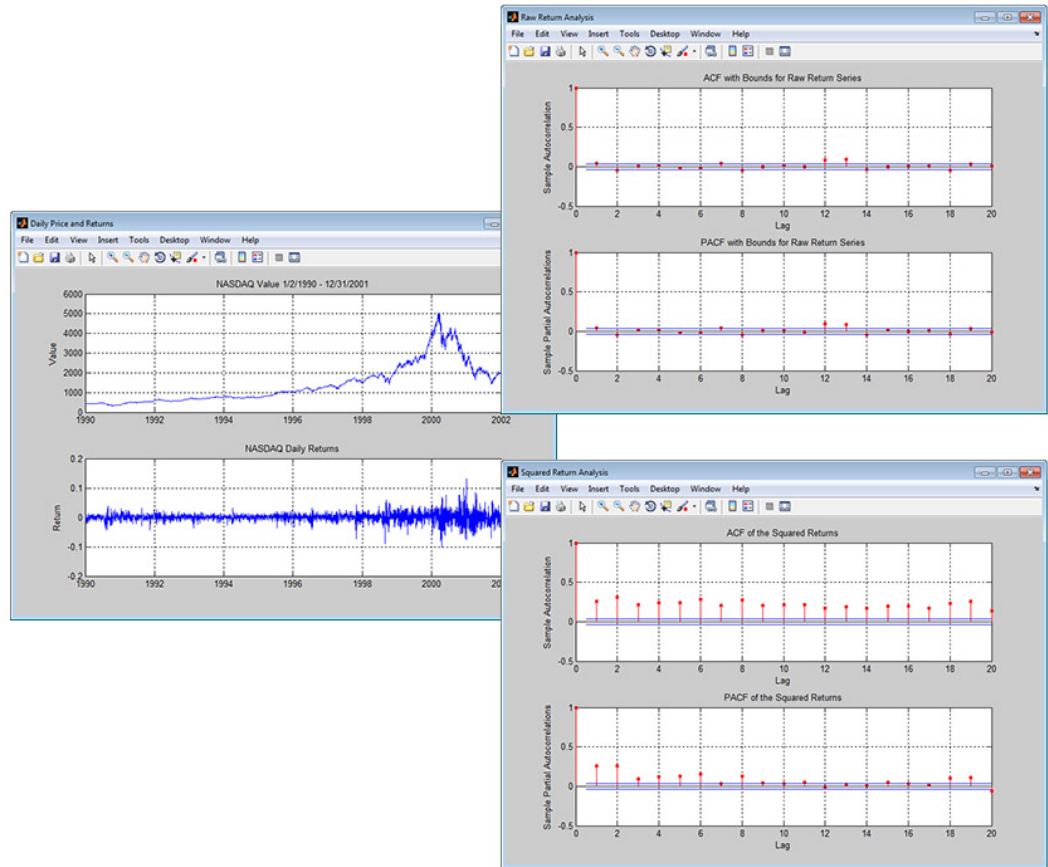 Raw Return Analysis
File Edit View Insert Tools Desktop Window Help
ACF with Bounds for Raw Return Series
1
0.5
0
-0.5
Sample Autocorrelation
0 2 4 6 8 10 12 14 16 18 20
Lag
PACF with Bounds for Raw Return Series
1
0.5
0
-0.5
Sample Partial Autocorrelations
0 2 4 6 8 10 12 14 16 18 20
Lag
Daily Price and Returns
File Edit View Insert Tools Desktop Window Help
NASDAQ Value 1/2/1990 - 12/31/2001
6000
5000
4000
3000
2000
1000
0
Value
1990 1992 1994 1996 1998 2000 2002
NASDAQ Daily Returns
0.2
0.1
0
-0.1
-0.2
Return
1990 1992 1994 1996 1998 2000 20
Squared Return Analysis
File Edit View Insert Tools Desktop Window Help
ACF of the Squared Returns
1
0.5
0
-0.5
Sample Autocorrelation
0 2 4 6 8 10 12 14 16 18 20
Lag
PACF of the Squared Returns
1
0.5
0
-0.5
Sample Partial Autocorrelations
0 2 4 6 8 10 12 14 16 18 20
Lag